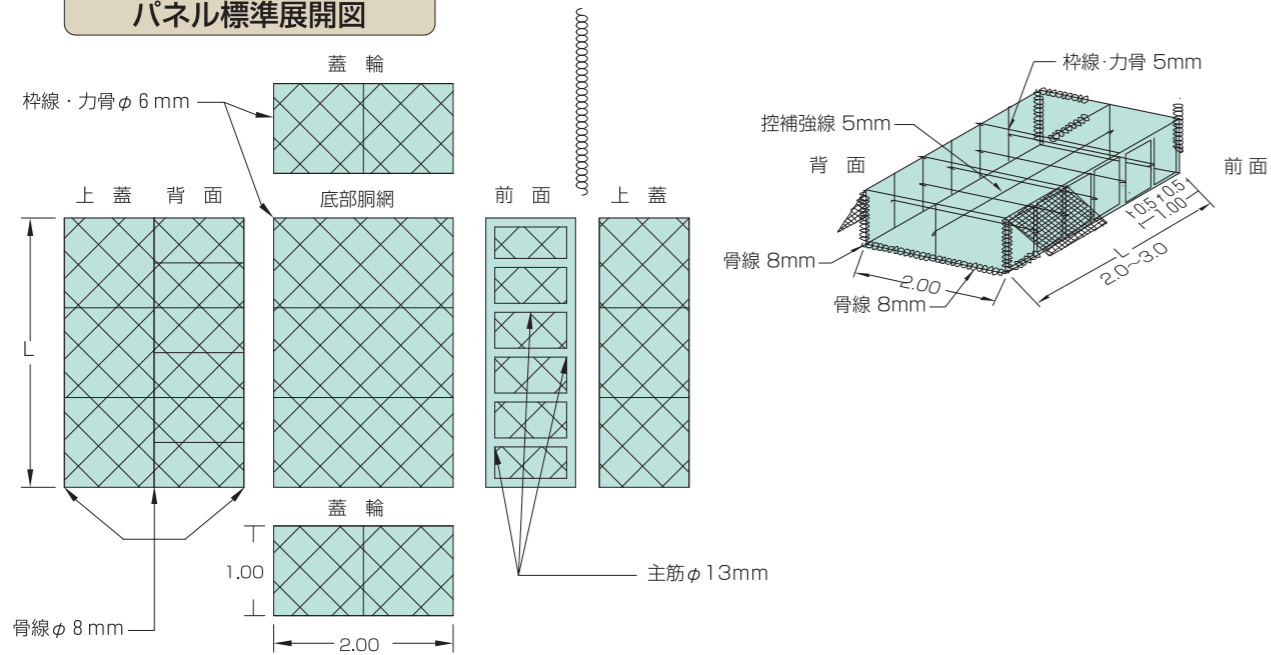 パネル標準展開図
蓋 輪
枠線・力骨φ6mm
上 蓋
背 面
底部胴網
前 面
上 蓋
L
蓋 輪
1.00
2.00
骨線φ8mm
主筋φ13mm
枠線・力骨 5mm
控補強線 5mm
背 面
前 面
0.5
0.5
1.00
L
2.0~3.0
骨線 8mm
2.00
骨線 8mm